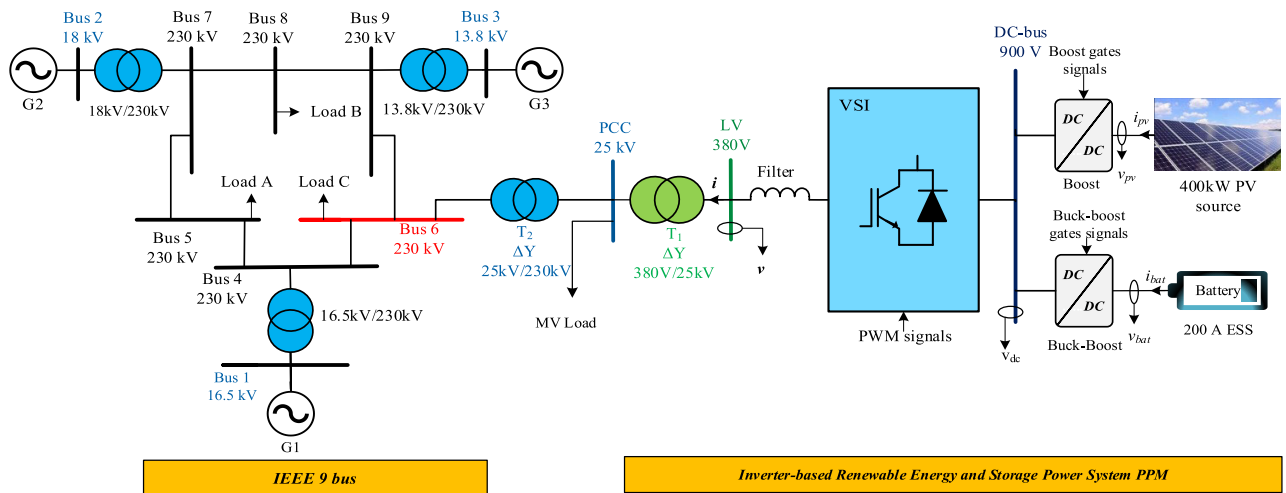 Bus 2
18 kV
Bus 7
230 kV
Bus 8
230 kV
Bus 9
230 kV
Bus 3
13.8 kV
G2
18kV/230kV
Load B
13.8kV/230kV
G3
Load A
Load C
Bus 5
230 kV
Bus 6
230 kV
Bus 4
230 kV
16.5kV/230kV
Bus 1
16.5 kV
G1
IEEE 9 bus
T2
ΔY
25kV/230kV
PCC
25 kV
MV Load
T1
ΔY
380V/25kV
LV
380V
i
v
Filter
VSI
PWM signals
DC-bus
900 V
vdc
Boost gates
signals
DC
DC
Boost
ipv
vpv
400kW PV
source
Buck-boost
gates signals
DC
DC
Buck-Boost
ibat
vbat
Battery
200 A ESS
Inverter-based Renewable Energy and Storage Power System PPM